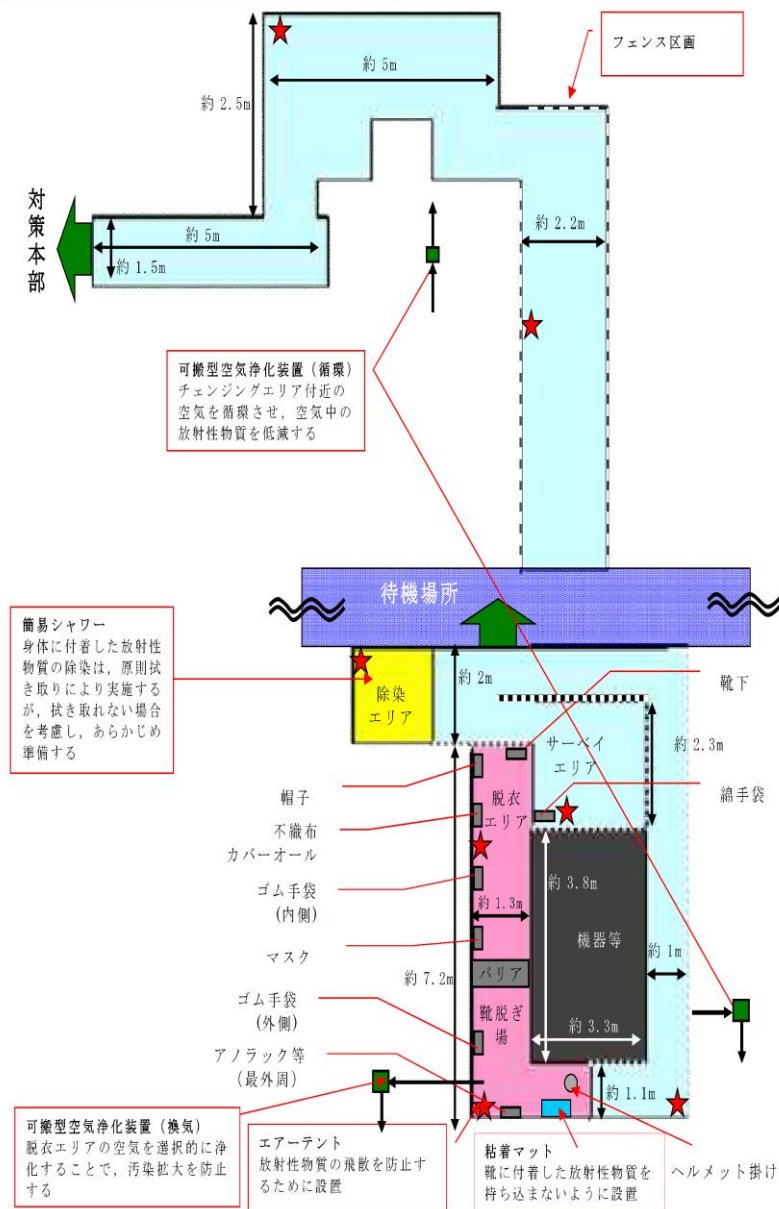 フェンス区画
約 5m
約 2.5m
対策本部
約 5m
約 1.5m
約 2.2m
可搬型空気浄化装置（循環）
チェンジングエリア付近の
空気を循環させ，空気中の
放射性物質を低減する
待機場所
簡易シャワー
身体に付着した放射性
物質の除染は，原則拭
き取りにより実施する
が，拭き取れない場合
を考慮し，あらかじめ
準備する
除染
エリア
約 2m
靴下
サーベイ
エリア
約 2.3m
脱衣
エリア
綿手袋
帽子
不織布
カバーオール
ゴム手袋
(内側)
マスク
約 1.3m
約 3.8m
機器等
約 1m
約 7.2m
バリア
靴脱ぎ
場
約 3.3m
ゴム手袋
(外側)
アノラック等
(最外周)
約 1.1m
可搬型空気浄化装置（換気）
脱衣エリアの空気を選択的に浄
化することで，汚染拡大を防止
する
エアーテント
放射性物質の飛散を防止す
るために設置
粘着マット
靴に付着した放射性物質を
持ち込まないように設置
ヘルメット掛け